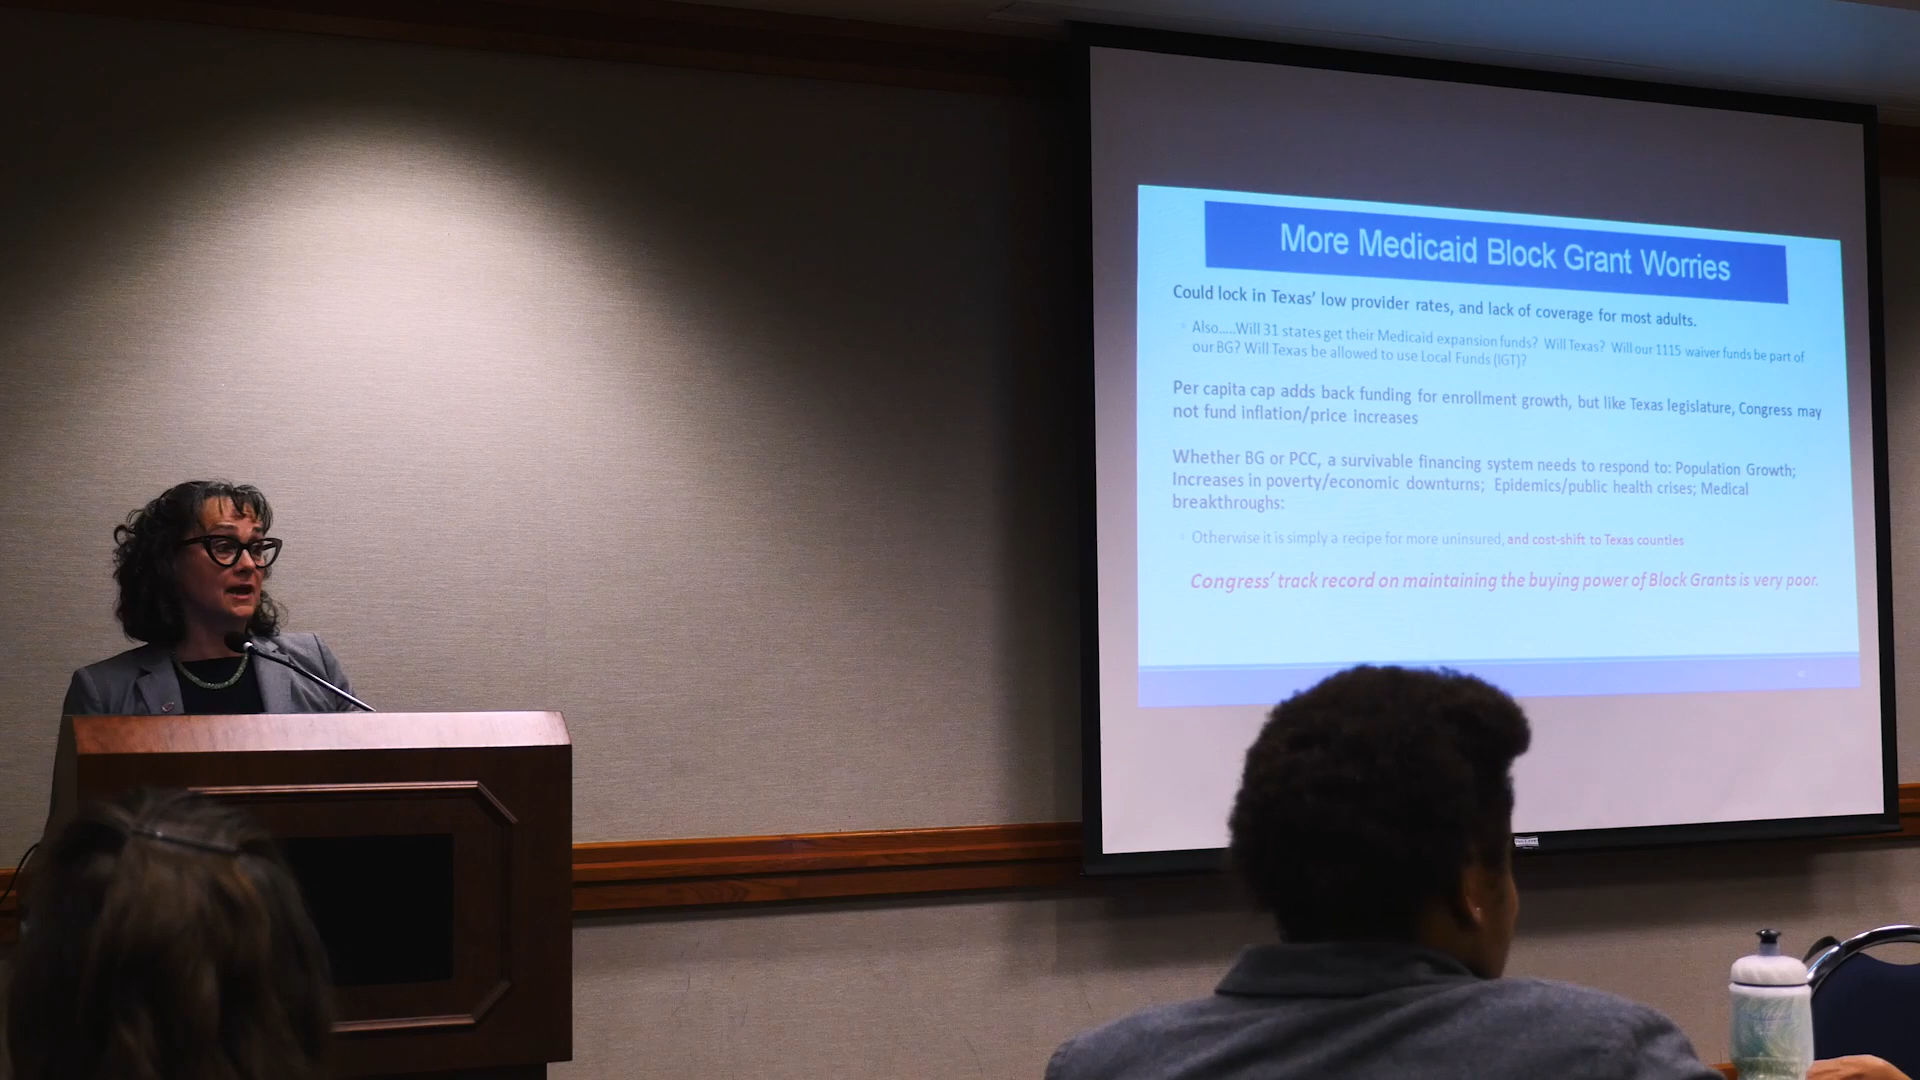 More Medicaid Block Grant Worries
Could lock in Texas' low provider rates, and lack of coverage for most adults.
Also.....Will 31 states get their Medicaid expansion funds? Will Texas? Will our 1115 waiver funds be part of
our BG? Will Texas be allowed to use Local Funds (IGT)?
Per capita cap adds back funding for enrollment growth, but like Texas legislature, Congress may
not fund inflation/price increases
Whether BG or PCC, a survivable financing system needs to respond to: Population Growth;
Increases in poverty/economic downturns; Epidemics/public health crises; Medical
breakthroughs:
Otherwise it is simply a recipe for more uninsured, and cost-shift to Texas counties
Congress' track record on maintaining the buying power of Block Grants is very poor.